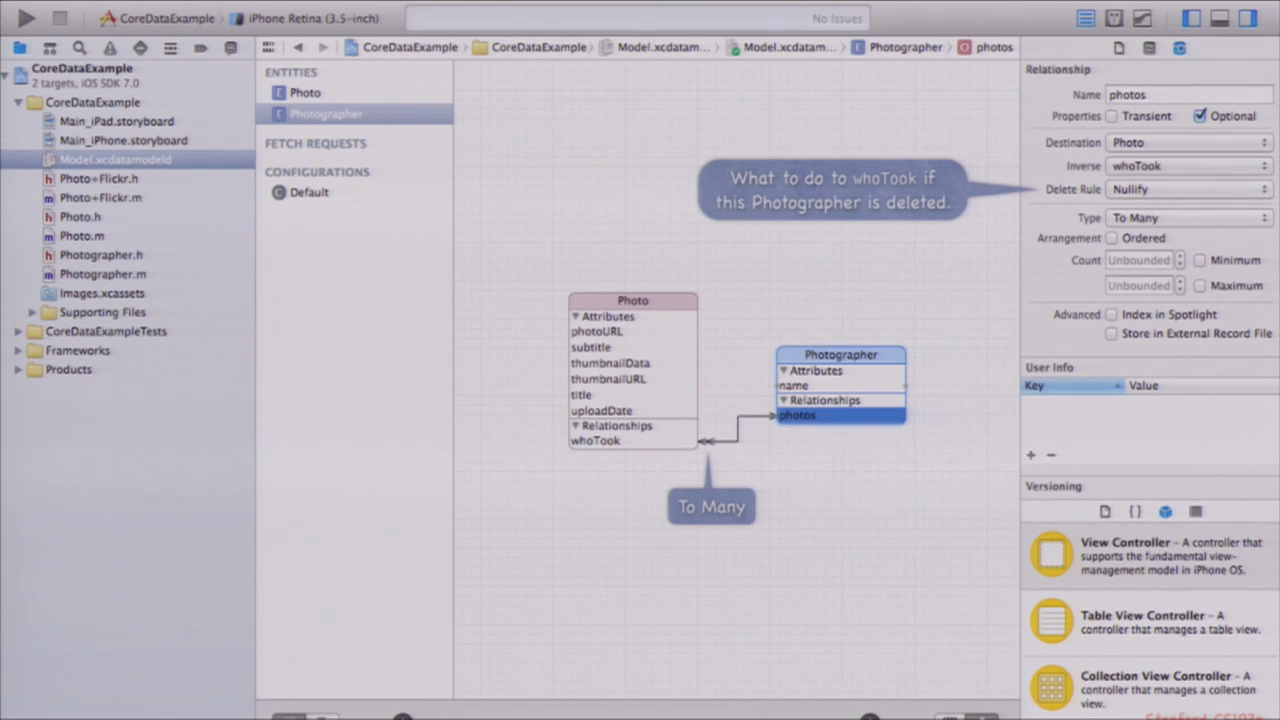 CoreDataExample
iPhone Retina (3.5-inch)
No Issues
CoreDataExample
CoreDataExample
Model.xcdatam...
Model.xcdatam...
Photographer
photos
CoreDataExample
2 targets, iOS SDK 7.0
CoreDataExample
Main_iPad.storyboard
Main_iPhone.storyboard
Model.xcdatamodeld
Photo+Flickr.h
Photo+Flickr.m
Photo.h
Photo.m
Photographer.h
Photographer.m
Images.xcassets
Supporting Files
CoreDataExampleTests
Frameworks
Products
ENTITIES
E Photo
E Photographer
FETCH REQUESTS
CONFIGURATIONS
C Default
What to do to whoTook if
this Photographer is deleted.
Photo
Attributes
photoURL
subtitle
thumbnailData
thumbnailURL
title
uploadDate
Relationships
whoTook
Photographer
Attributes
name
Relationships
photos
To Many
Relationship
Name photos
Properties Transient Optional
Destination Photo
Inverse whoTook
Delete Rule Nullify
Type To Many
Arrangement Ordered
Count Unbounded Minimum
Unbounded Maximum
Advanced Index in Spotlight
Store in External Record File
User Info
Key Value
Versioning
View Controller - A controller that
supports the fundamental view-
management model in iPhone OS.
Table View Controller - A
controller that manages a table view.
Collection View Controller - A
controller that manages a collection
view.